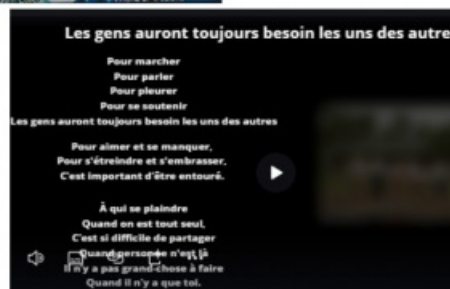 Les gens auront toujours besoin les uns des autre
Pour marcher
Pour parler
Pour pleurer
Pour se soutenir
Les gens auront toujours besoin les uns des autres
Pour aimer et se manquer,
Pour s'étreindre et s'embrasser,
C'est important d'être entouré.
À qui se plaindre
Quand on est tout seul,
C'est si difficile de partager
Quand personne n'est là
Il n'y a pas grand-chose à faire
Quand il n'y a que toi.